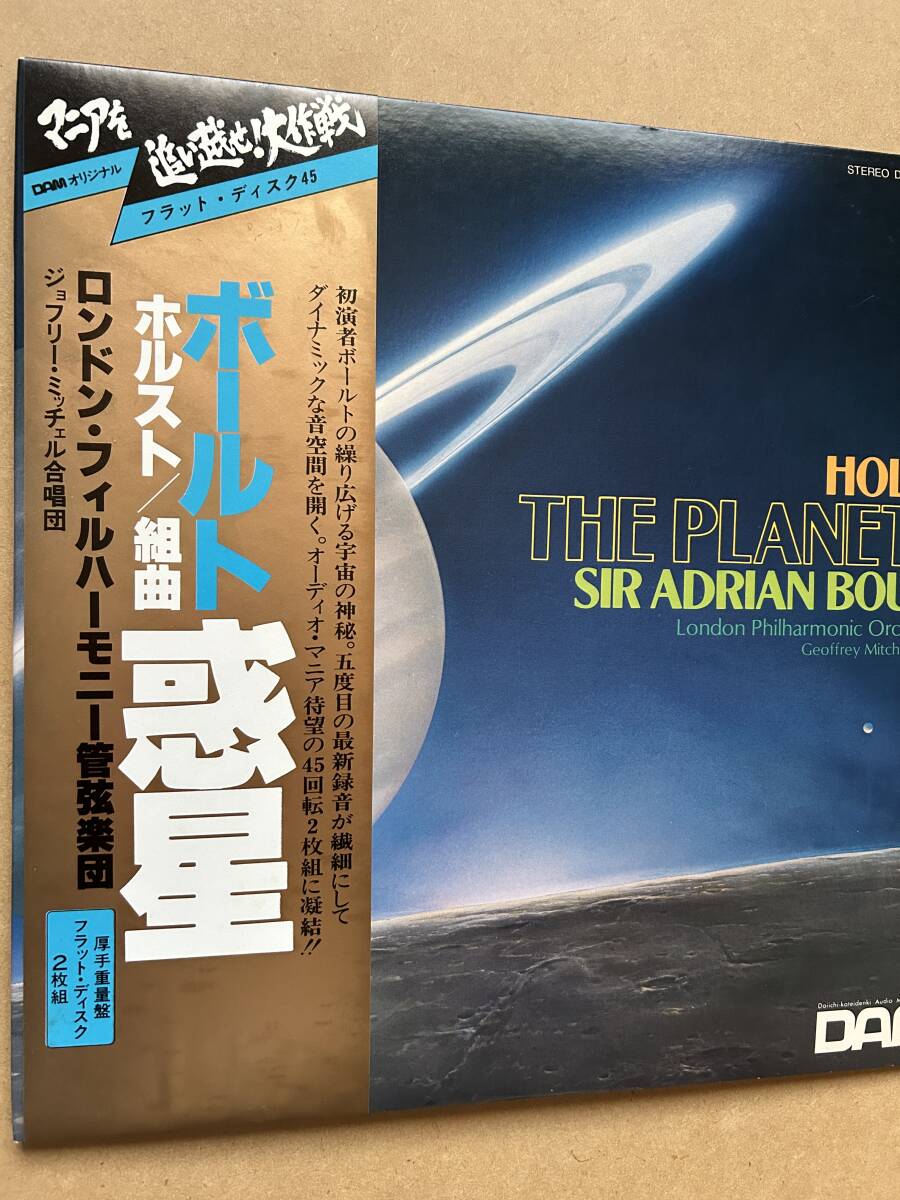 マニアを
追い越せ!大作戦
DAMオリジナル
フラット・ディスク45
初演者ボールトの繰り広げる宇宙の神秘。五度目の最新録音が繊細にして
ダイナミックな音空間を開く。オーディオ・マニア待望の45回転2枚組に凝結!!
ボールト
ホルスト/組曲
惑星
ロンドン・フィルハーモニー管弦楽団
ジョフリー・ミッチェル合唱団
厚手重量盤
フラット・ディスク
2枚組
STEREO D
HOL
THE PLANET
SIR ADRIAN BOU
London Philharmonic Orc
Geoffrey Mitch
Daiichi-kateidenki Audio M
DAM